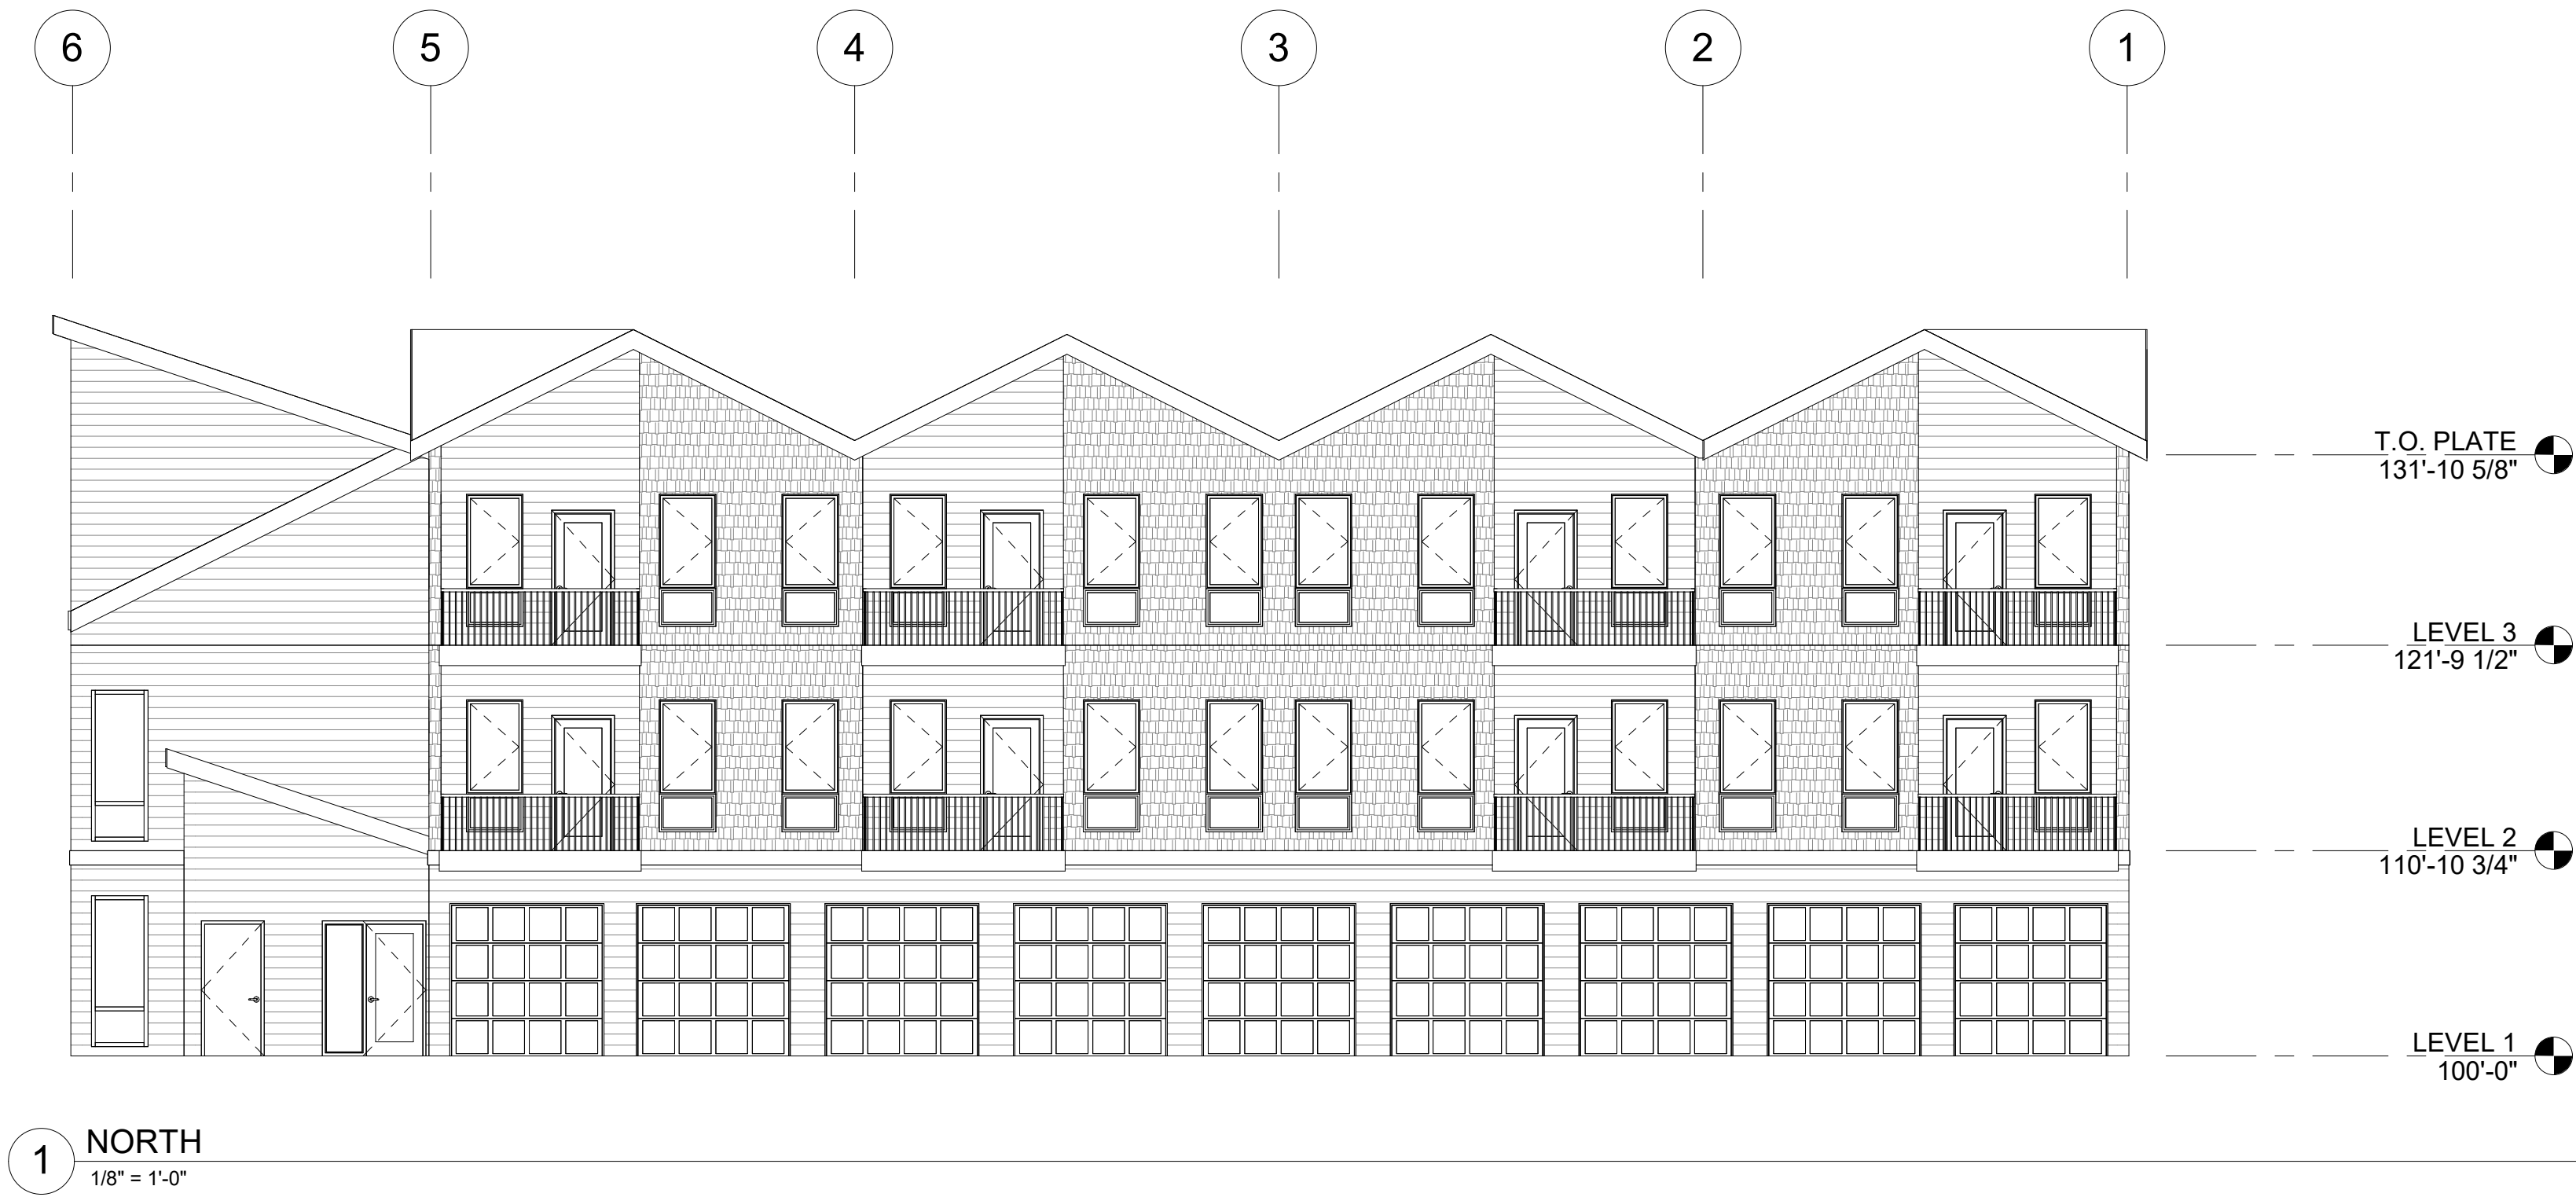 6 5 4 3 2 1
T.O. PLATE
131'-10 5/8"
LEVEL 3
121'-9 1/2"
LEVEL 2
110'-10 3/4"
LEVEL 1
100'-0"
1 NORTH
1/8" = 1'-0"